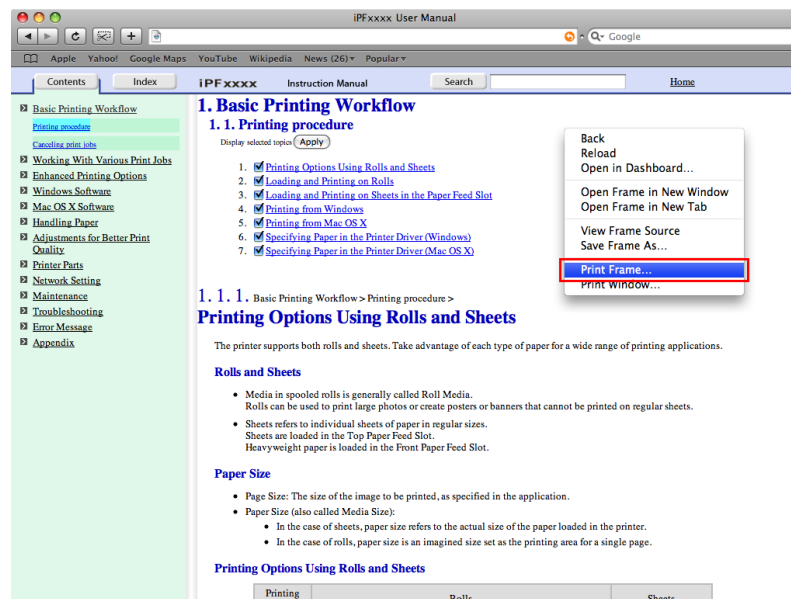 iPFxxxx User Manual
Google
Apple Yahoo! Google Maps YouTube Wikipedia News (26) Popular
Contents Index iPFxxxx Instruction Manual Search Home
Basic Printing Workflow
Printing procedure
Canceling print jobs
Working With Various Print Jobs
Enhanced Printing Options
Windows Software
Mac OS X Software
Handling Paper
Adjustments for Better Print
Quality
Printer Parts
Network Setting
Maintenance
Troubleshooting
Error Message
Appendix
1. Basic Printing Workflow
1. 1. Printing procedure
Display selected topics Apply
1. Printing Options Using Rolls and Sheets
2. Loading and Printing on Rolls
3. Loading and Printing on Sheets in the Paper Feed Slot
4. Printing from Windows
5. Printing from Mac OS X
6. Specifying Paper in the Printer Driver (Windows)
7. Specifying Paper in the Printer Driver (Mac OS X)
Back
Reload
Open in Dashboard...
Open Frame in New Window
Open Frame in New Tab
View Frame Source
Save Frame As...
Print Frame...
Print Window...
1. 1. 1. Basic Printing Workflow > Printing procedure >
Printing Options Using Rolls and Sheets
The printer supports both rolls and sheets. Take advantage of each type of paper for a wide range of printing applications.
Rolls and Sheets
• Media in spooled rolls is generally called Roll Media.
Rolls can be used to print large photos or create posters or banners that cannot be printed on regular sheets.
• Sheets refers to individual sheets of paper in regular sizes.
Sheets are loaded in the Top Paper Feed Slot.
Heavyweight paper is loaded in the Front Paper Feed Slot.
Paper Size
• Page Size: The size of the image to be printed, as specified in the application.
• Paper Size (also called Media Size):
• In the case of sheets, paper size refers to the actual size of the paper loaded in the printer.
• In the case of rolls, paper size is an imagined size set as the printing area for a single page.
Printing Options Using Rolls and Sheets
Printing
Rolls Sheets